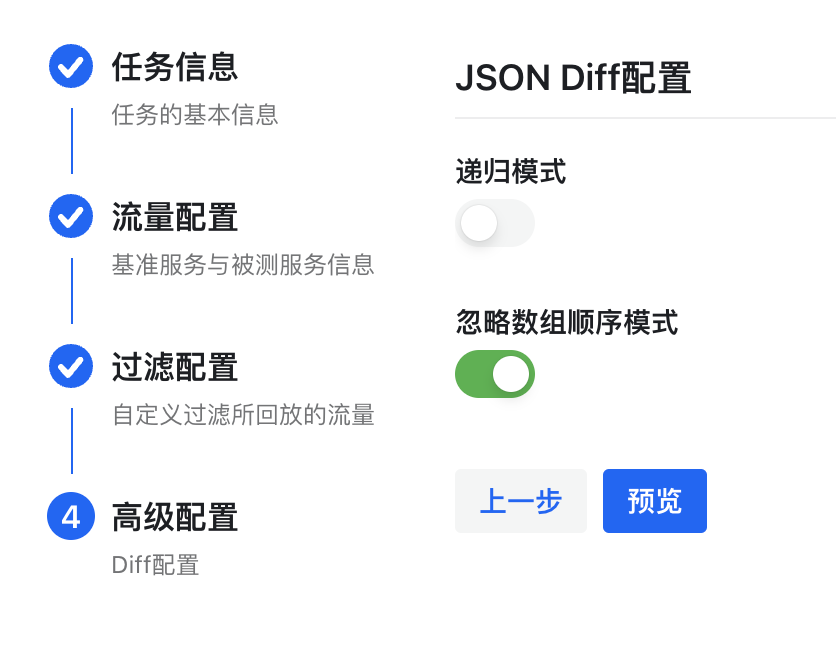 任务信息
任务的基本信息
流量配置
基准服务与被测服务信息
过滤配置
自定义过滤所回放的流量
4
高级配置
Diff配置
JSON Diff配置
递归模式
忽略数组顺序模式
上一步
预览